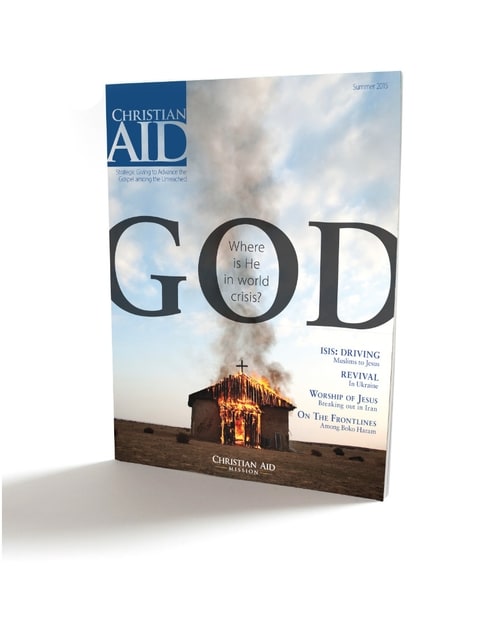 Summer 2015
CHRISTIAN
AID
Strategic Giving to Advance the
Gospel among the Unreached
GOD
Where
is He
in world
crisis?
ISIS: DRIVING
Muslims to Jesus
REVIVAL
In Ukraine
WORSHIP OF JESUS
Breaking out in Iran
ON THE FRONTLINES
Among Boko Haram
CHRISTIAN AID
MISSION